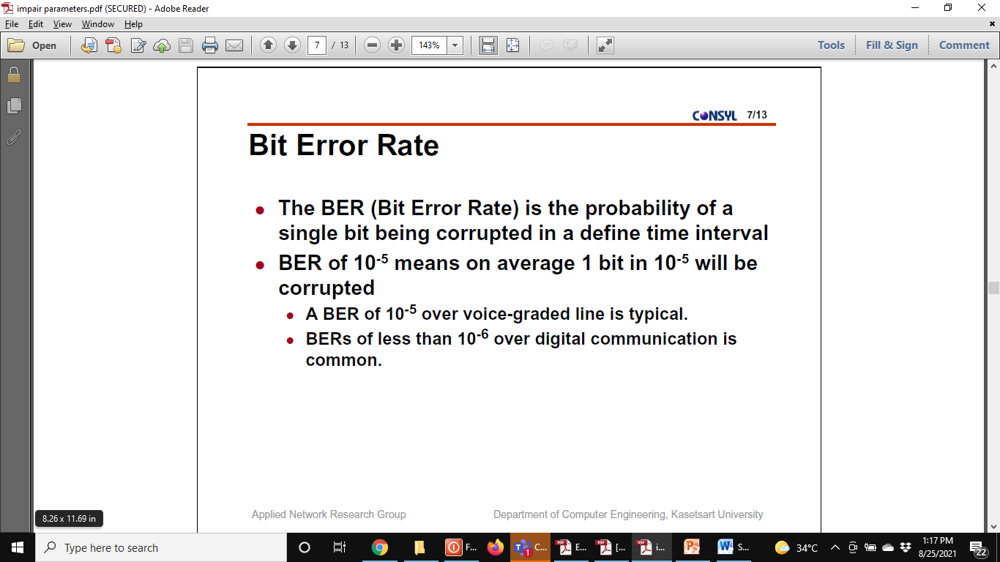 impair parameters.pdf (SECURED) - Adobe Reader
File Edit View Window Help
Open 7 / 13 143% Tools Fill & Sign Comment
CONSYL 7/13
Bit Error Rate
● The BER (Bit Error Rate) is the probability of a
single bit being corrupted in a define time interval
● BER of 10⁻⁵ means on average 1 bit in 10⁻⁵ will be
corrupted
● A BER of 10⁻⁵ over voice-graded line is typical.
● BERs of less than 10⁻⁶ over digital communication is
common.
Applied Network Research Group Department of Computer Engineering, Kasetsart University
8.26 x 11.69 in
Type here to search F... C... 1 E... [... i... S... 34°C 1:17 PM
8/25/2021 22